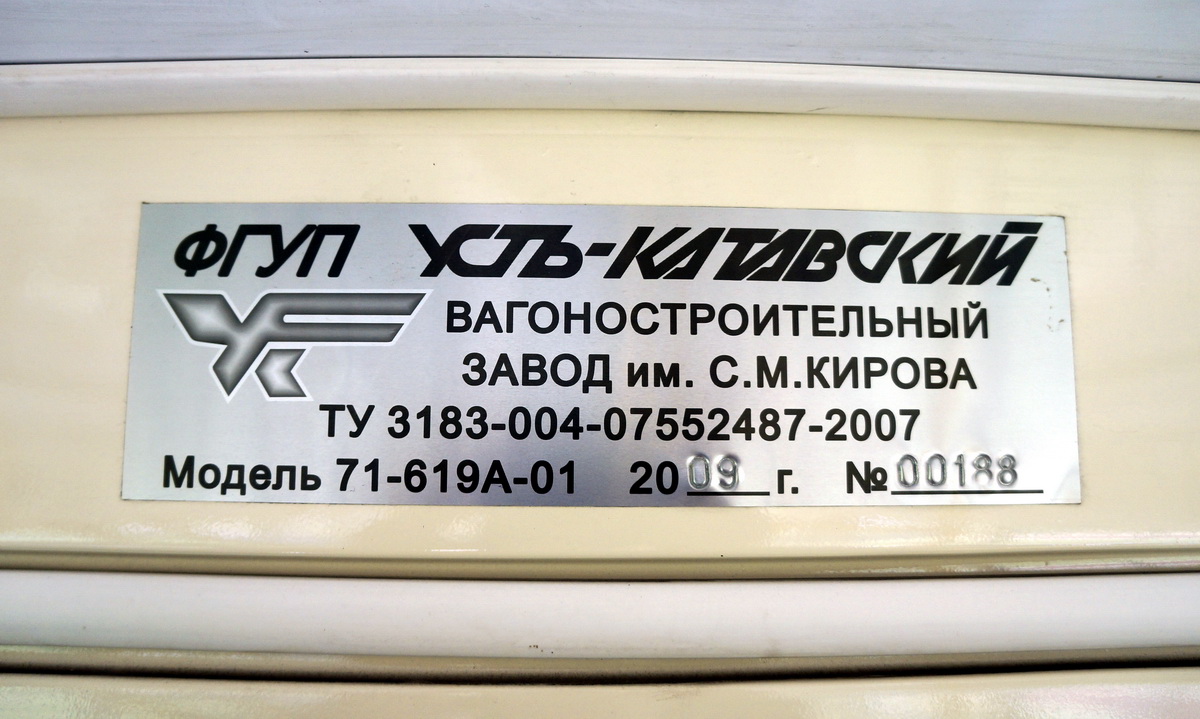 ФГУП УСТЬ-КАТАВСКИЙ
ВАГОНОСТРОИТЕЛЬНЫЙ
ЗАВОД им. С.М.КИРОВА
ТУ 3183-004-07552487-2007
Модель 71-619А-01 2009 г. №00188